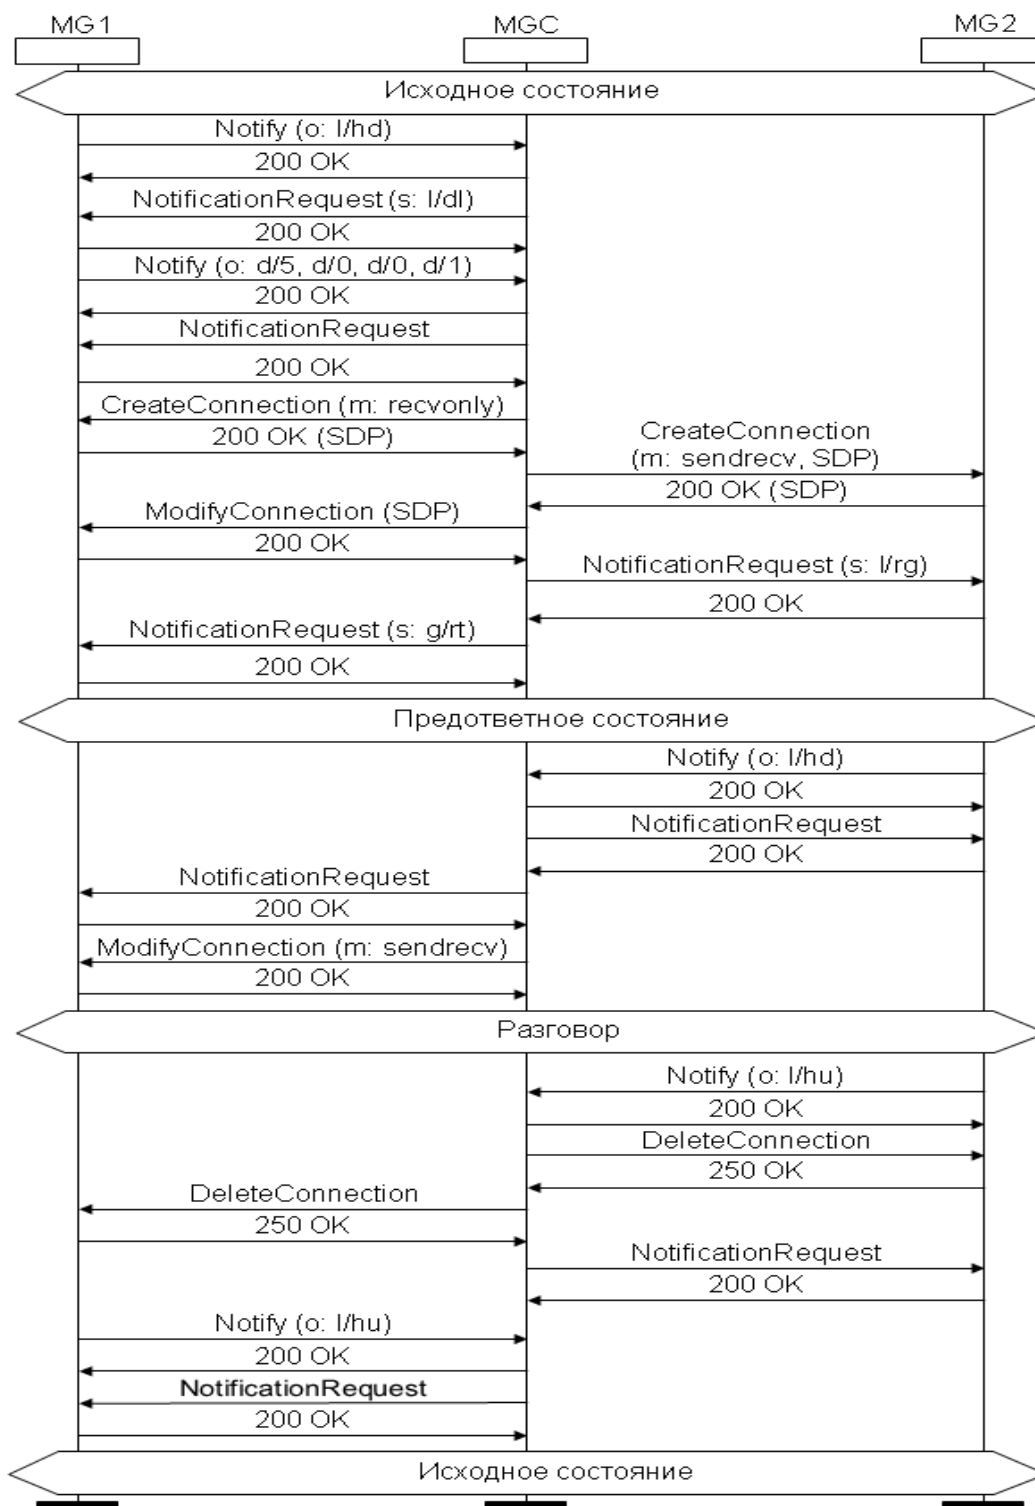 MG1
MGC
MG2
Исходное состояние
Notify (o: l/hd)
200 OK
NotificationRequest (s: l/dl)
200 OK
Notify (o: d/5, d/0, d/0, d/1)
200 OK
NotificationRequest
200 OK
CreateConnection (m: recvonly)
200 OK (SDP)
CreateConnection
(m: sendrecv, SDP)
200 OK (SDP)
ModifyConnection (SDP)
200 OK
NotificationRequest (s: l/rg)
200 OK
NotificationRequest (s: g/rt)
200 OK
Предответное состояние
Notify (o: l/hd)
200 OK
NotificationRequest
200 OK
NotificationRequest
200 OK
ModifyConnection (m: sendrecv)
200 OK
Разговор
Notify (o: l/hu)
200 OK
DeleteConnection
250 OK
DeleteConnection
250 OK
NotificationRequest
200 OK
Notify (o: l/hu)
200 OK
NotificationRequest
200 OK
Исходное состояние